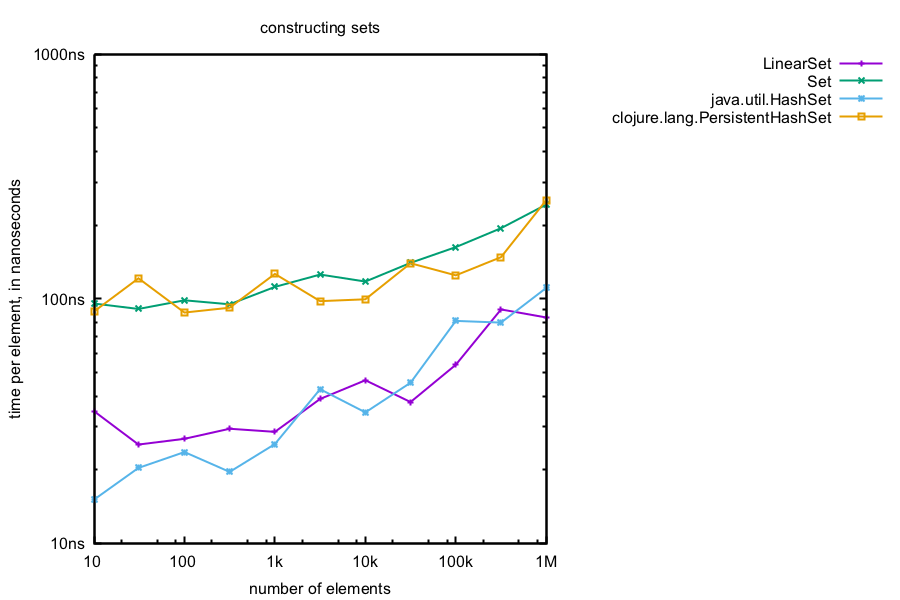 constructing sets
1000ns
100ns
10ns
time per element, in nanoseconds
10 100 1k 10k 100k 1M
number of elements
LinearSet
Set
java.util.HashSet
clojure.lang.PersistentHashSet